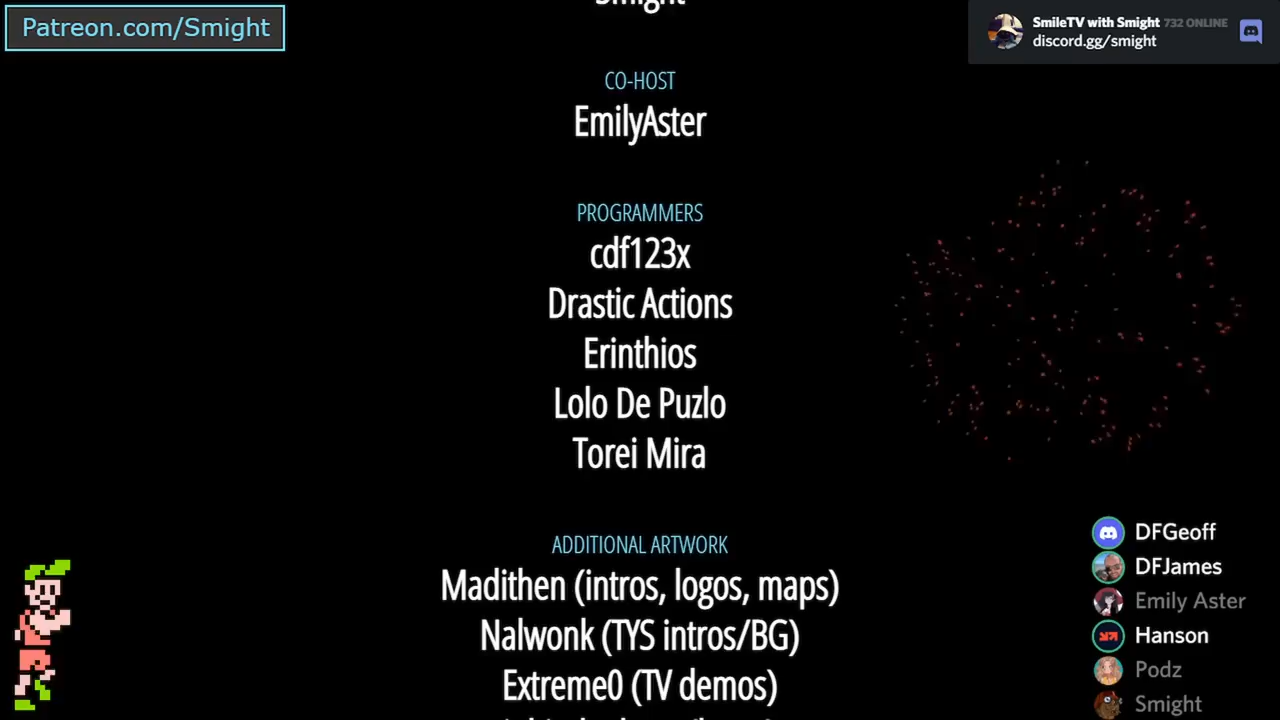 Patreon.com/Smight
Smight
SmileTV with Smight 732 ONLINE
discord.gg/smight
CO-HOST
EmilyAster
PROGRAMMERS
cdf123x
Drastic Actions
Erinthios
Lolo De Puzlo
Torei Mira
ADDITIONAL ARTWORK
Madithen (intros, logos, maps)
Nalwonk (TYS intros/BG)
Extreme0 (TV demos)
DFGeoff
DFJames
Emily Aster
Hanson
Podz
Smight